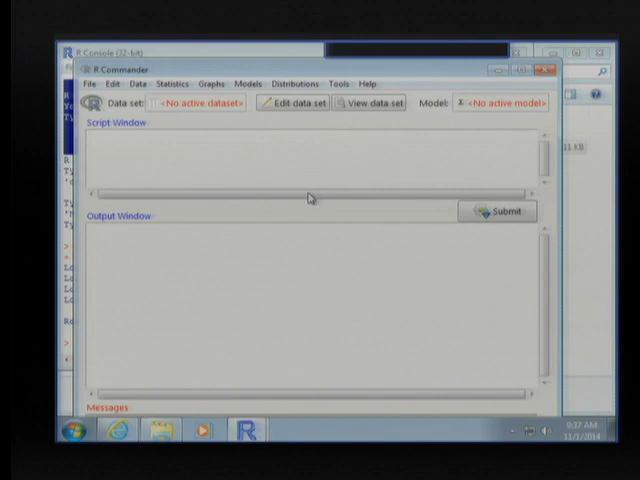 R Console (32-bit)
R Commander
File Edit Data Statistics Graphs Models Distributions Tools Help
Data set: <No active dataset> Edit data set View data set Model: Σ <No active model>
Script Window
11 KB
Submit
Output Window
Messages
9:37 AM
11/1/2014